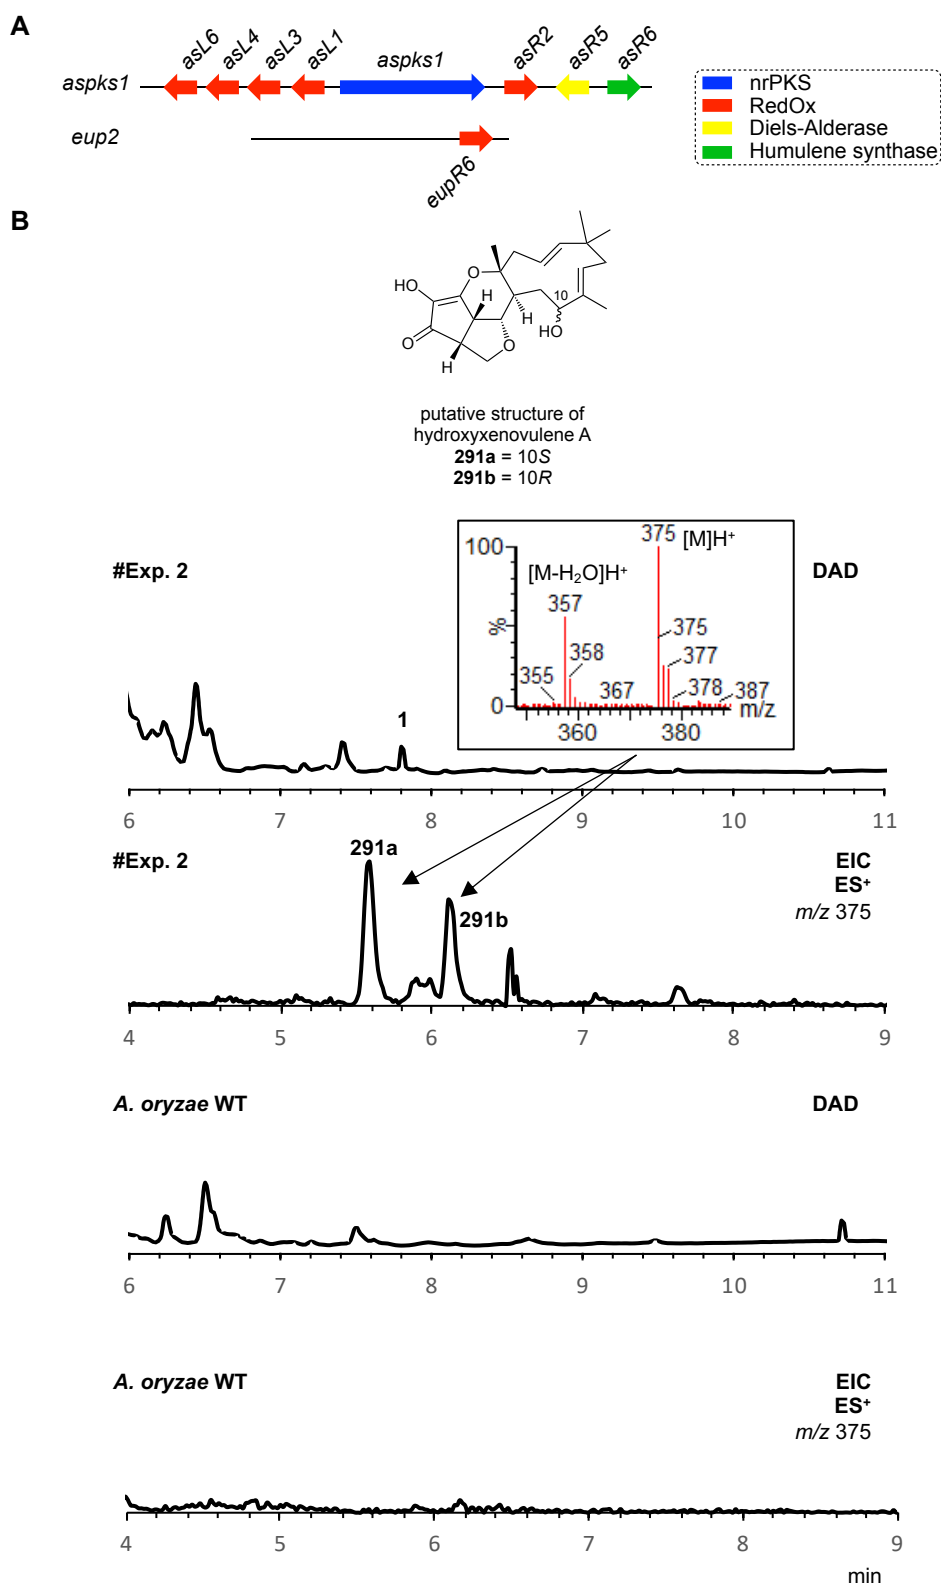 A
asL6 asL4 asL3 asL1 aspks1 asR2 asR5 asR6
aspks1
eup2
eupR6
nrPKS
RedOx
Diels-Alderase
Humulene synthase
B
HO
O
H
10
H
HO
O
O
H
putative structure of
hydroxyxenovulene A
291a = 10S
291b = 10R
#Exp. 2
DAD
100
%
0
[M-H₂O]H⁺
375 [M]H⁺
357
375
358
377
355
367
378
387
m/z
360 380
1
6 7 8 9 10 11
#Exp. 2
291a
291b
EIC
ES⁺
m/z 375
4 5 6 7 8 9
A. oryzae WT
DAD
6 7 8 9 10 11
A. oryzae WT
EIC
ES⁺
m/z 375
4 5 6 7 8 9
min